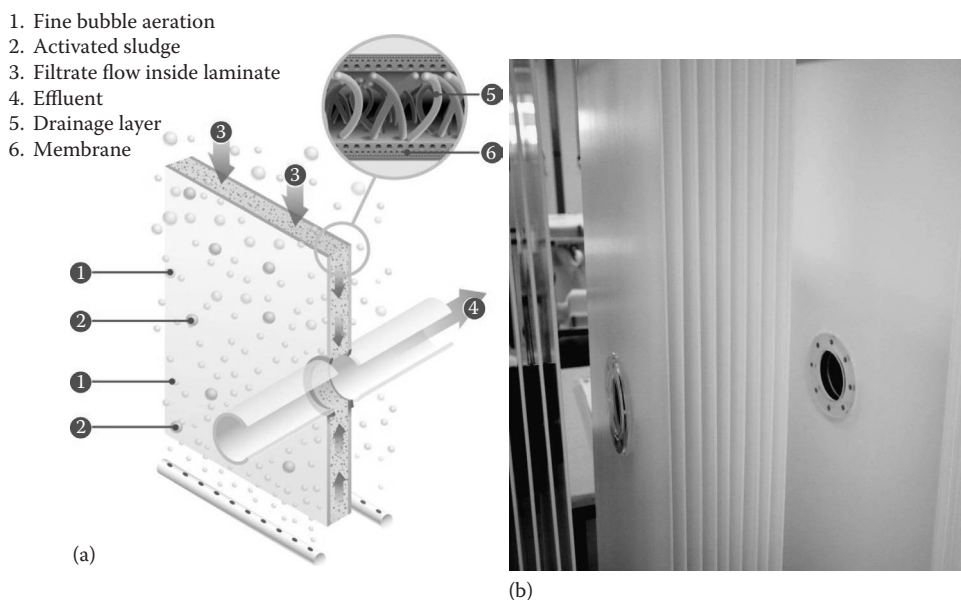 1. Fine bubble aeration
2. Activated sludge
3. Filtrate flow inside laminate
4. Effluent
5. Drainage layer
6. Membrane
3
3
5
6
1
2
4
1
2
(a)
(b)